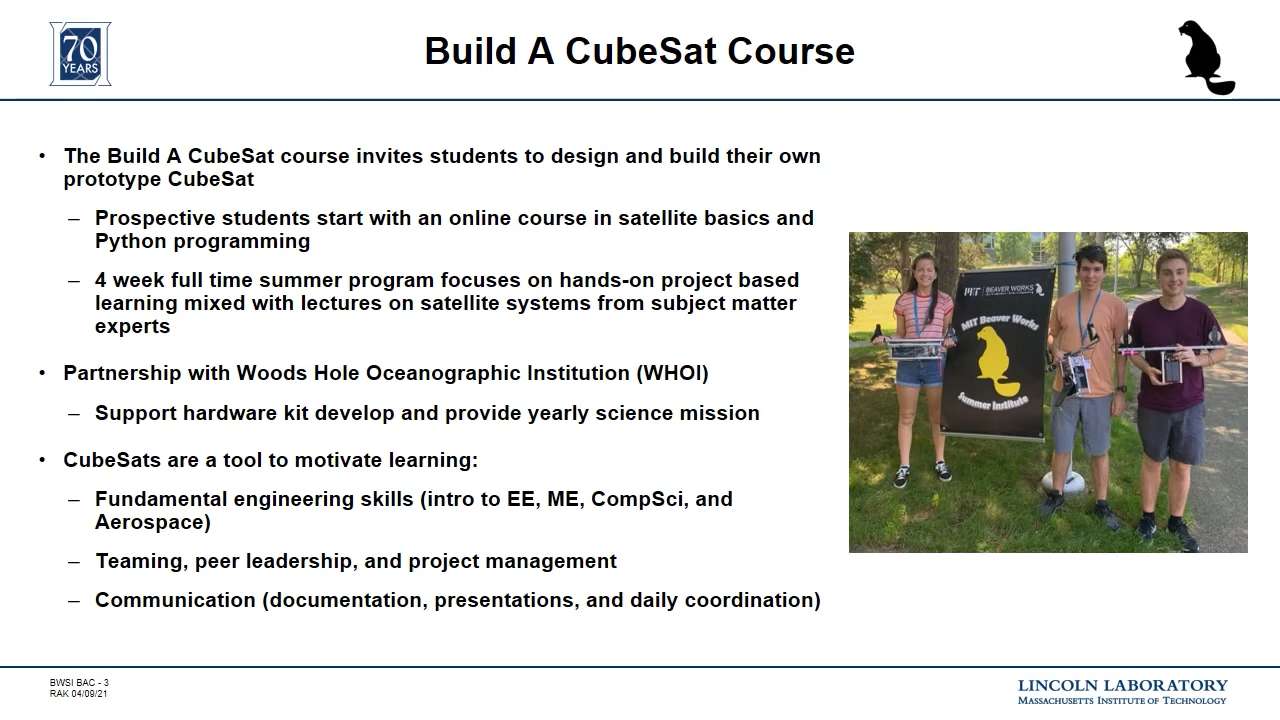 70
YEARS
Build A CubeSat Course
• The Build A CubeSat course invites students to design and build their own
prototype CubeSat
– Prospective students start with an online course in satellite basics and
Python programming
– 4 week full time summer program focuses on hands-on project based
learning mixed with lectures on satellite systems from subject matter
experts
• Partnership with Woods Hole Oceanographic Institution (WHOI)
– Support hardware kit develop and provide yearly science mission
• CubeSats are a tool to motivate learning:
– Fundamental engineering skills (intro to EE, ME, CompSci, and
Aerospace)
– Teaming, peer leadership, and project management
– Communication (documentation, presentations, and daily coordination)
MIT BEAVER WORKS
MIT Beaver Works
Summer Institute
BWSI BAC - 3
RAK 04/09/21
LINCOLN LABORATORY
MASSACHUSETTS INSTITUTE OF TECHNOLOGY